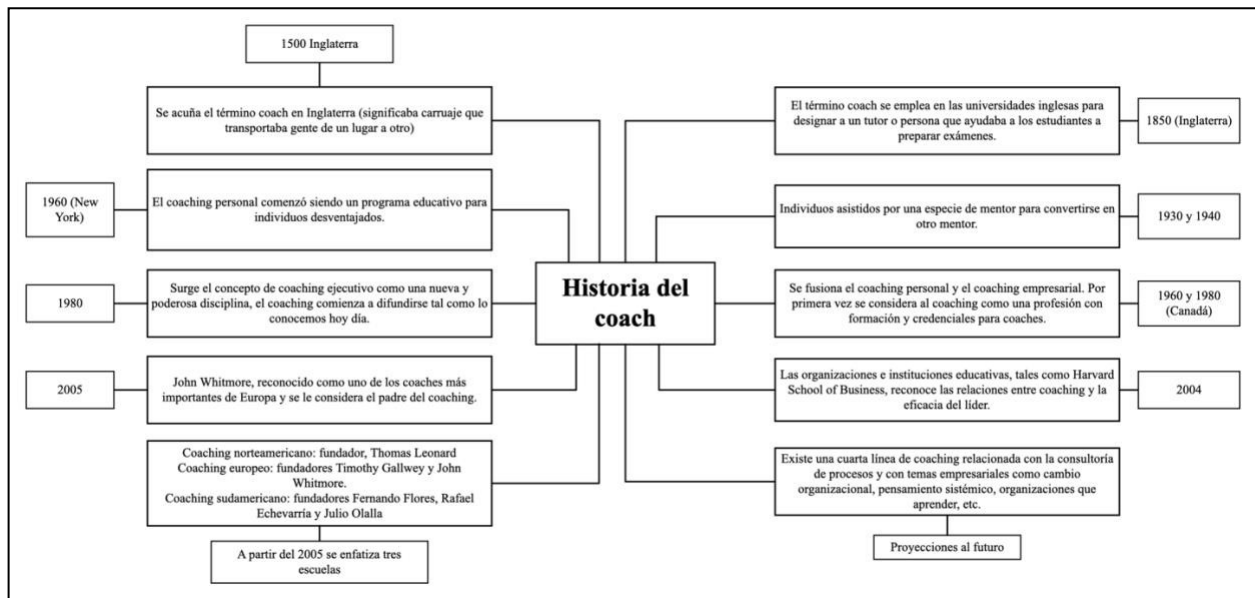 1500 Inglaterra
Se acuña el término coach en Inglaterra (significaba carruaje que
transportaba gente de un lugar a otro)
El término coach se emplea en las universidades inglesas para
designar a un tutor o persona que ayudaba a los estudiantes a
preparar exámenes.
1850 (Inglaterra)
1960 (New
York)
El coaching personal comenzó siendo un programa educativo para
individuos desventajados.
Individuos asistidos por una especie de mentor para convertirse en
otro mentor.
1930 y 1940
Historia del
coach
1980
Surge el concepto de coaching ejecutivo como una nueva y
poderosa disciplina, el coaching comienza a difundirse tal como lo
conocemos hoy día.
Se fusiona el coaching personal y el coaching empresarial. Por
primera vez se considera al coaching como una profesión con
formación y credenciales para coaches.
1960 y 1980
(Canadá)
2005
John Whitmore, reconocido como uno de los coaches más
importantes de Europa y se le considera el padre del coaching.
Las organizaciones e instituciones educativas, tales como Harvard
School of Business, reconoce las relaciones entre coaching y la
eficacia del líder.
2004
Coaching norteamericano: fundador, Thomas Leonard
Coaching europeo: fundadores Timothy Gallwey y John
Whitmore.
Coaching sudamericano: fundadores Fernando Flores, Rafael
Echevarría y Julio Olalla
A partir del 2005 se enfatiza tres
escuelas
Existe una cuarta línea de coaching relacionada con la consultoría
de procesos y con temas empresariales como cambio
organizacional, pensamiento sistémico, organizaciones que
aprender, etc.
Proyecciones al futuro